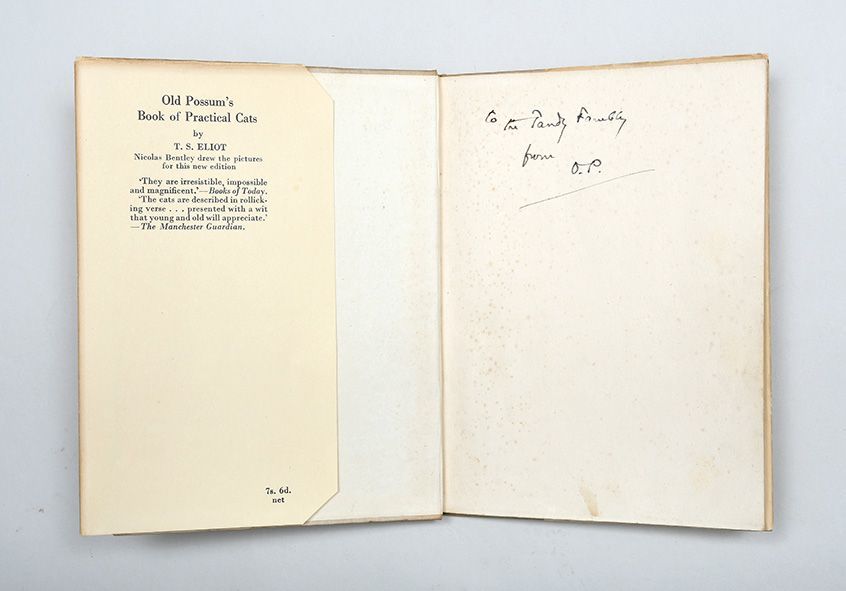 Old Possum's
Book of Practical Cats
by
T. S. ELIOT
Nicolas Bentley drew the pictures
for this new edition
'They are irresistible, impossible
and magnificent.'—Books of Today.
'The cats are described in rollick-
ing verse . . . presented with a wit
that young and old will appreciate.'
—The Manchester Guardian.
7s. 6d.
net
to the Tandy Family
from
O.P.